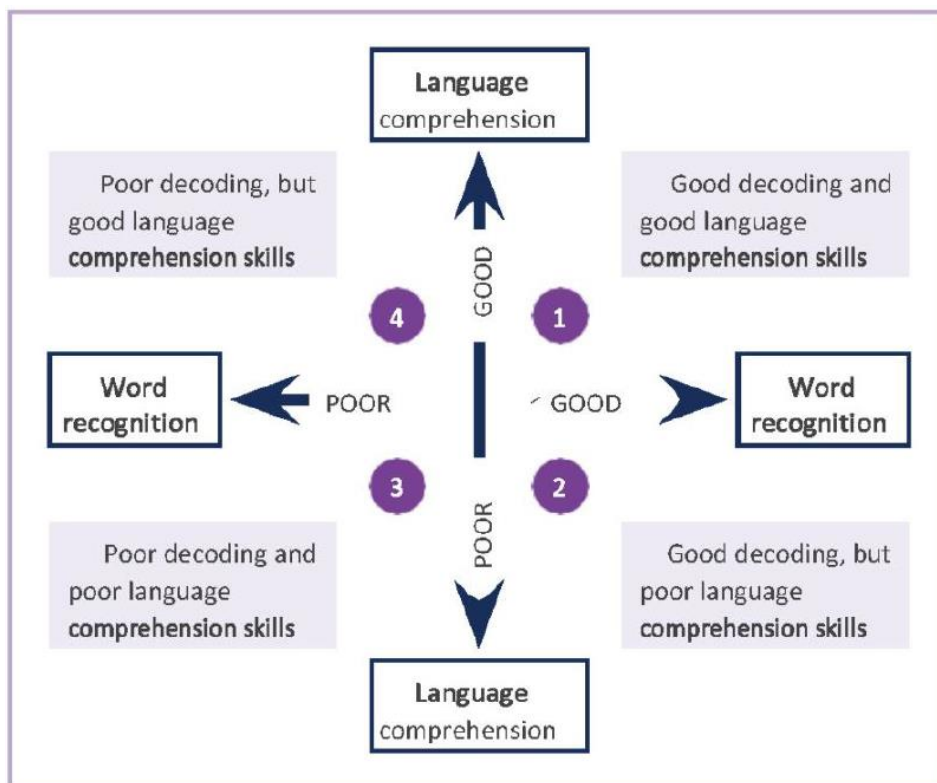 Language
comprehension
Poor decoding, but
good language
comprehension skills
Good decoding and
good language
comprehension skills
GOOD
4
1
Word
recognition
POOR
GOOD
Word
recognition
3
2
POOR
Poor decoding and
poor language
comprehension skills
Good decoding, but
poor language
comprehension skills
Language
comprehension